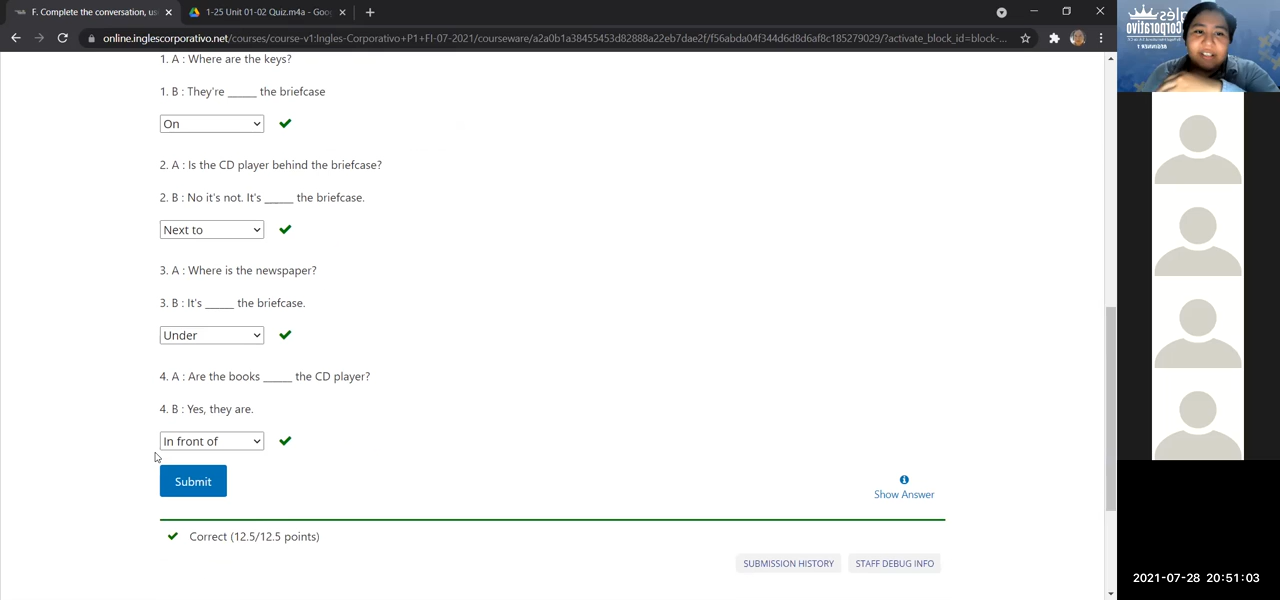 F. Complete the conversation, us
1-25 Unit 01-02 Quiz.m4a - Goo
online.inglescorporativo.net/courses/course-v1:Ingles-Corporativo+P1+FI-07-2021/courseware/a2a0b1a38455453d82888a22eb7dae2f/f56abda04f344d6d8d6af8c185279029/?activate_block_id=block-...
1. A : Where are the keys?
1. B : They're _____ the briefcase
On
2. A : Is the CD player behind the briefcase?
2. B : No it's not. It's _____ the briefcase.
Next to
3. A : Where is the newspaper?
3. B : It's _____ the briefcase.
Under
4. A : Are the books _____ the CD player?
4. B : Yes, they are.
In front of
Submit
Show Answer
Correct (12.5/12.5 points)
SUBMISSION HISTORY
STAFF DEBUG INFO
2021-07-28 20:51:03